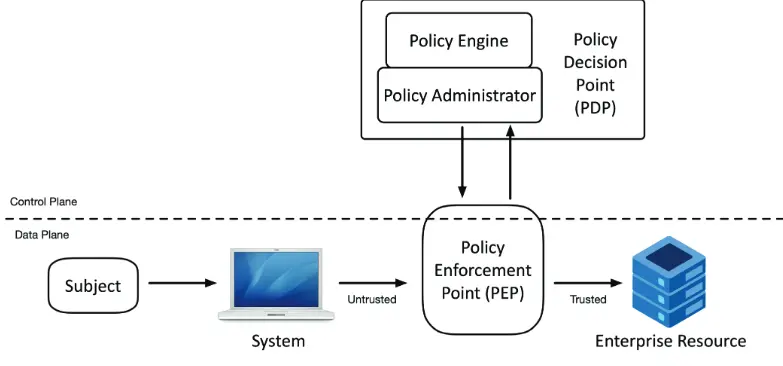 Policy Engine
Policy Administrator
Policy
Decision
Point
(PDP)
Control Plane
Data Plane
Subject
System
Untrusted
Policy
Enforcement
Point (PEP)
Trusted
Enterprise Resource